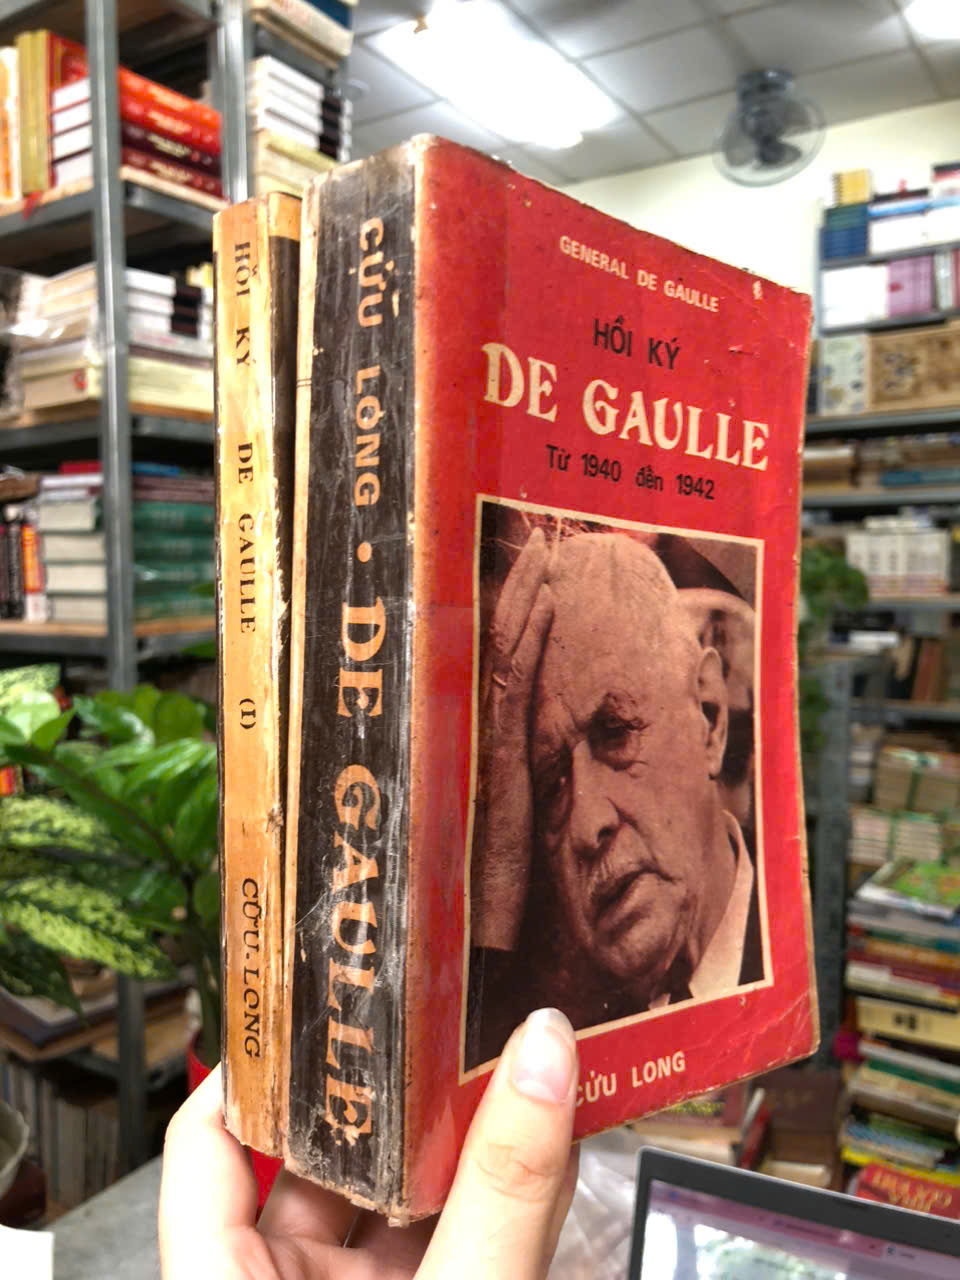 HỒI KÝ DE GAULLE (I) CỬU-LONG
CỬU LONG • DE GAULLE
GENERAL DE GAULLE
HỒI KÝ
DE GAULLE
Từ 1940 đến 1942
CỬU LONG